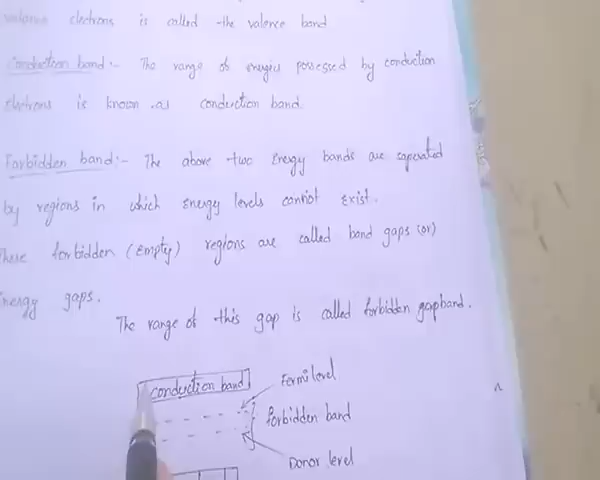 valence electrons is called the valence band
Conduction band:- The range of energies possessed by conduction
electrons is known as conduction band.
Forbidden band:- The above two Energy bands are seperated
by regions in which energy levels cannot exist.
These forbidden (empty) regions are called band gaps (or)
Energy gaps.
The range of this gap is called forbidden gapband.
Conduction band
Fermi level
Forbidden band
Donor level